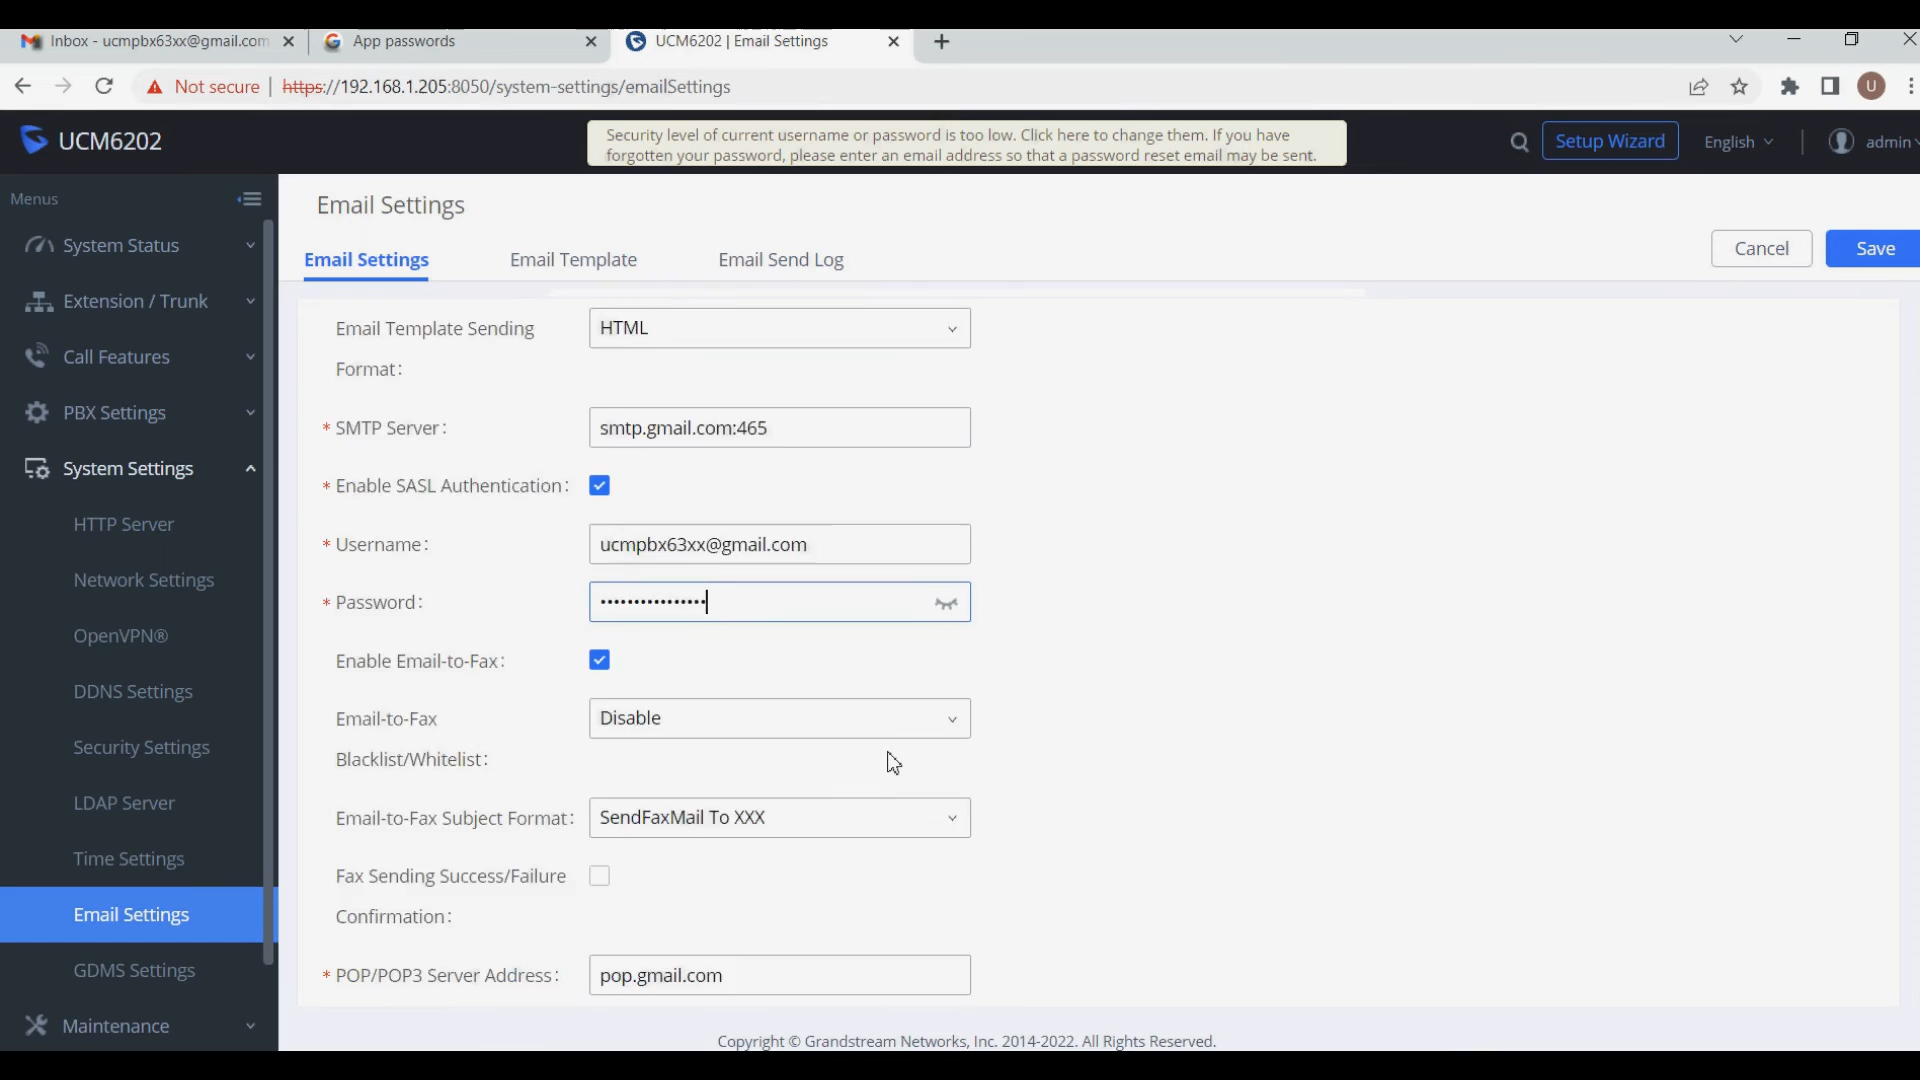 Inbox - ucmpbx63xx@gmail.com
App passwords
UCM6202 | Email Settings
Not secure | https://192.168.1.205:8050/system-settings/emailSettings
U
UCM6202
Security level of current username or password is too low. Click here to change them. If you have
forgotten your password, please enter an email address so that a password reset email may be sent.
Setup Wizard
English
admin
Menus
System Status
Extension / Trunk
Call Features
PBX Settings
System Settings
HTTP Server
Network Settings
OpenVPN®
DDNS Settings
Security Settings
LDAP Server
Time Settings
Email Settings
GDMS Settings
Maintenance
Email Settings
Email Settings
Email Template
Email Send Log
Cancel
Save
Email Template Sending
Format:
HTML
* SMTP Server:
smtp.gmail.com:465
* Enable SASL Authentication:
* Username:
ucmpbx63xx@gmail.com
* Password:
••••••••••••••••
Enable Email-to-Fax:
Email-to-Fax
Blacklist/Whitelist:
Disable
Email-to-Fax Subject Format:
SendFaxMail To XXX
Fax Sending Success/Failure
Confirmation:
* POP/POP3 Server Address:
pop.gmail.com
Copyright © Grandstream Networks, Inc. 2014-2022. All Rights Reserved.